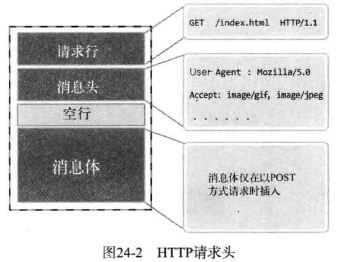 请求行
GET /index.html HTTP/1.1
消息头
User-Agent : Mozilla/5.0
Accept: image/gif, image/jpeg
......
空行
消息体
消息体仅在以POST
方式请求时插入
图24-2 HTTP请求头